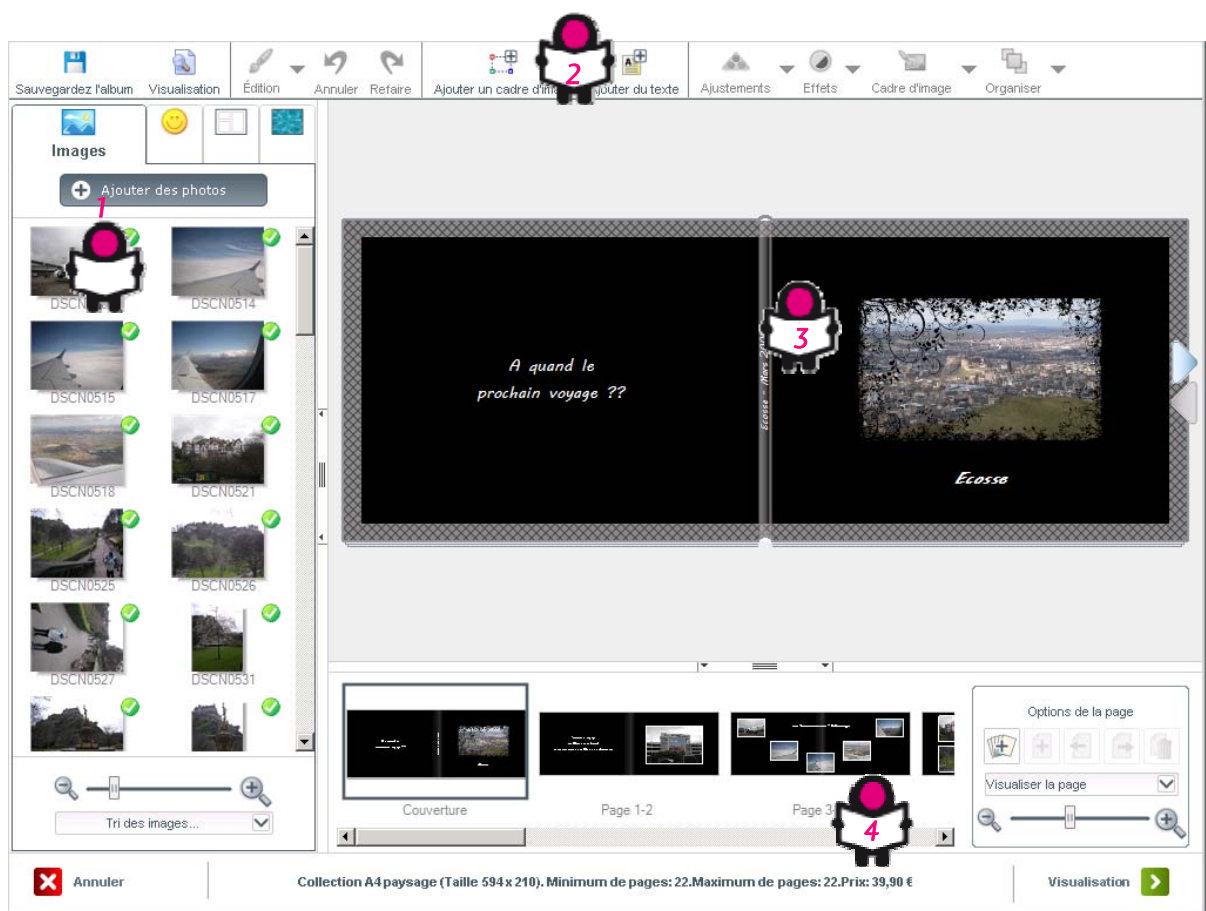 2
Sauvegardez l'album Visualisation Édition Annuler Refaire Ajouter un cadre d'im du texte Ajustements Effets Cadre d'image Organiser
Images
Ajouter des photos
1
DSCN0514
DSCN0515 DSCN0517
DSCN0518 DSCN0521
DSCN0525 DSCN0526
DSCN0527 DSCN0531
Tri des images...
A quand le
prochain voyage ??
Ecosse - Mars
3
Ecosse
Couverture Page 1-2 Page 3-
4
Options de la page
Visualiser la page
Annuler
Collection A4 paysage (Taille 594 x 210). Minimum de pages: 22.Maximum de pages: 22.Prix: 39,90 €
Visualisation